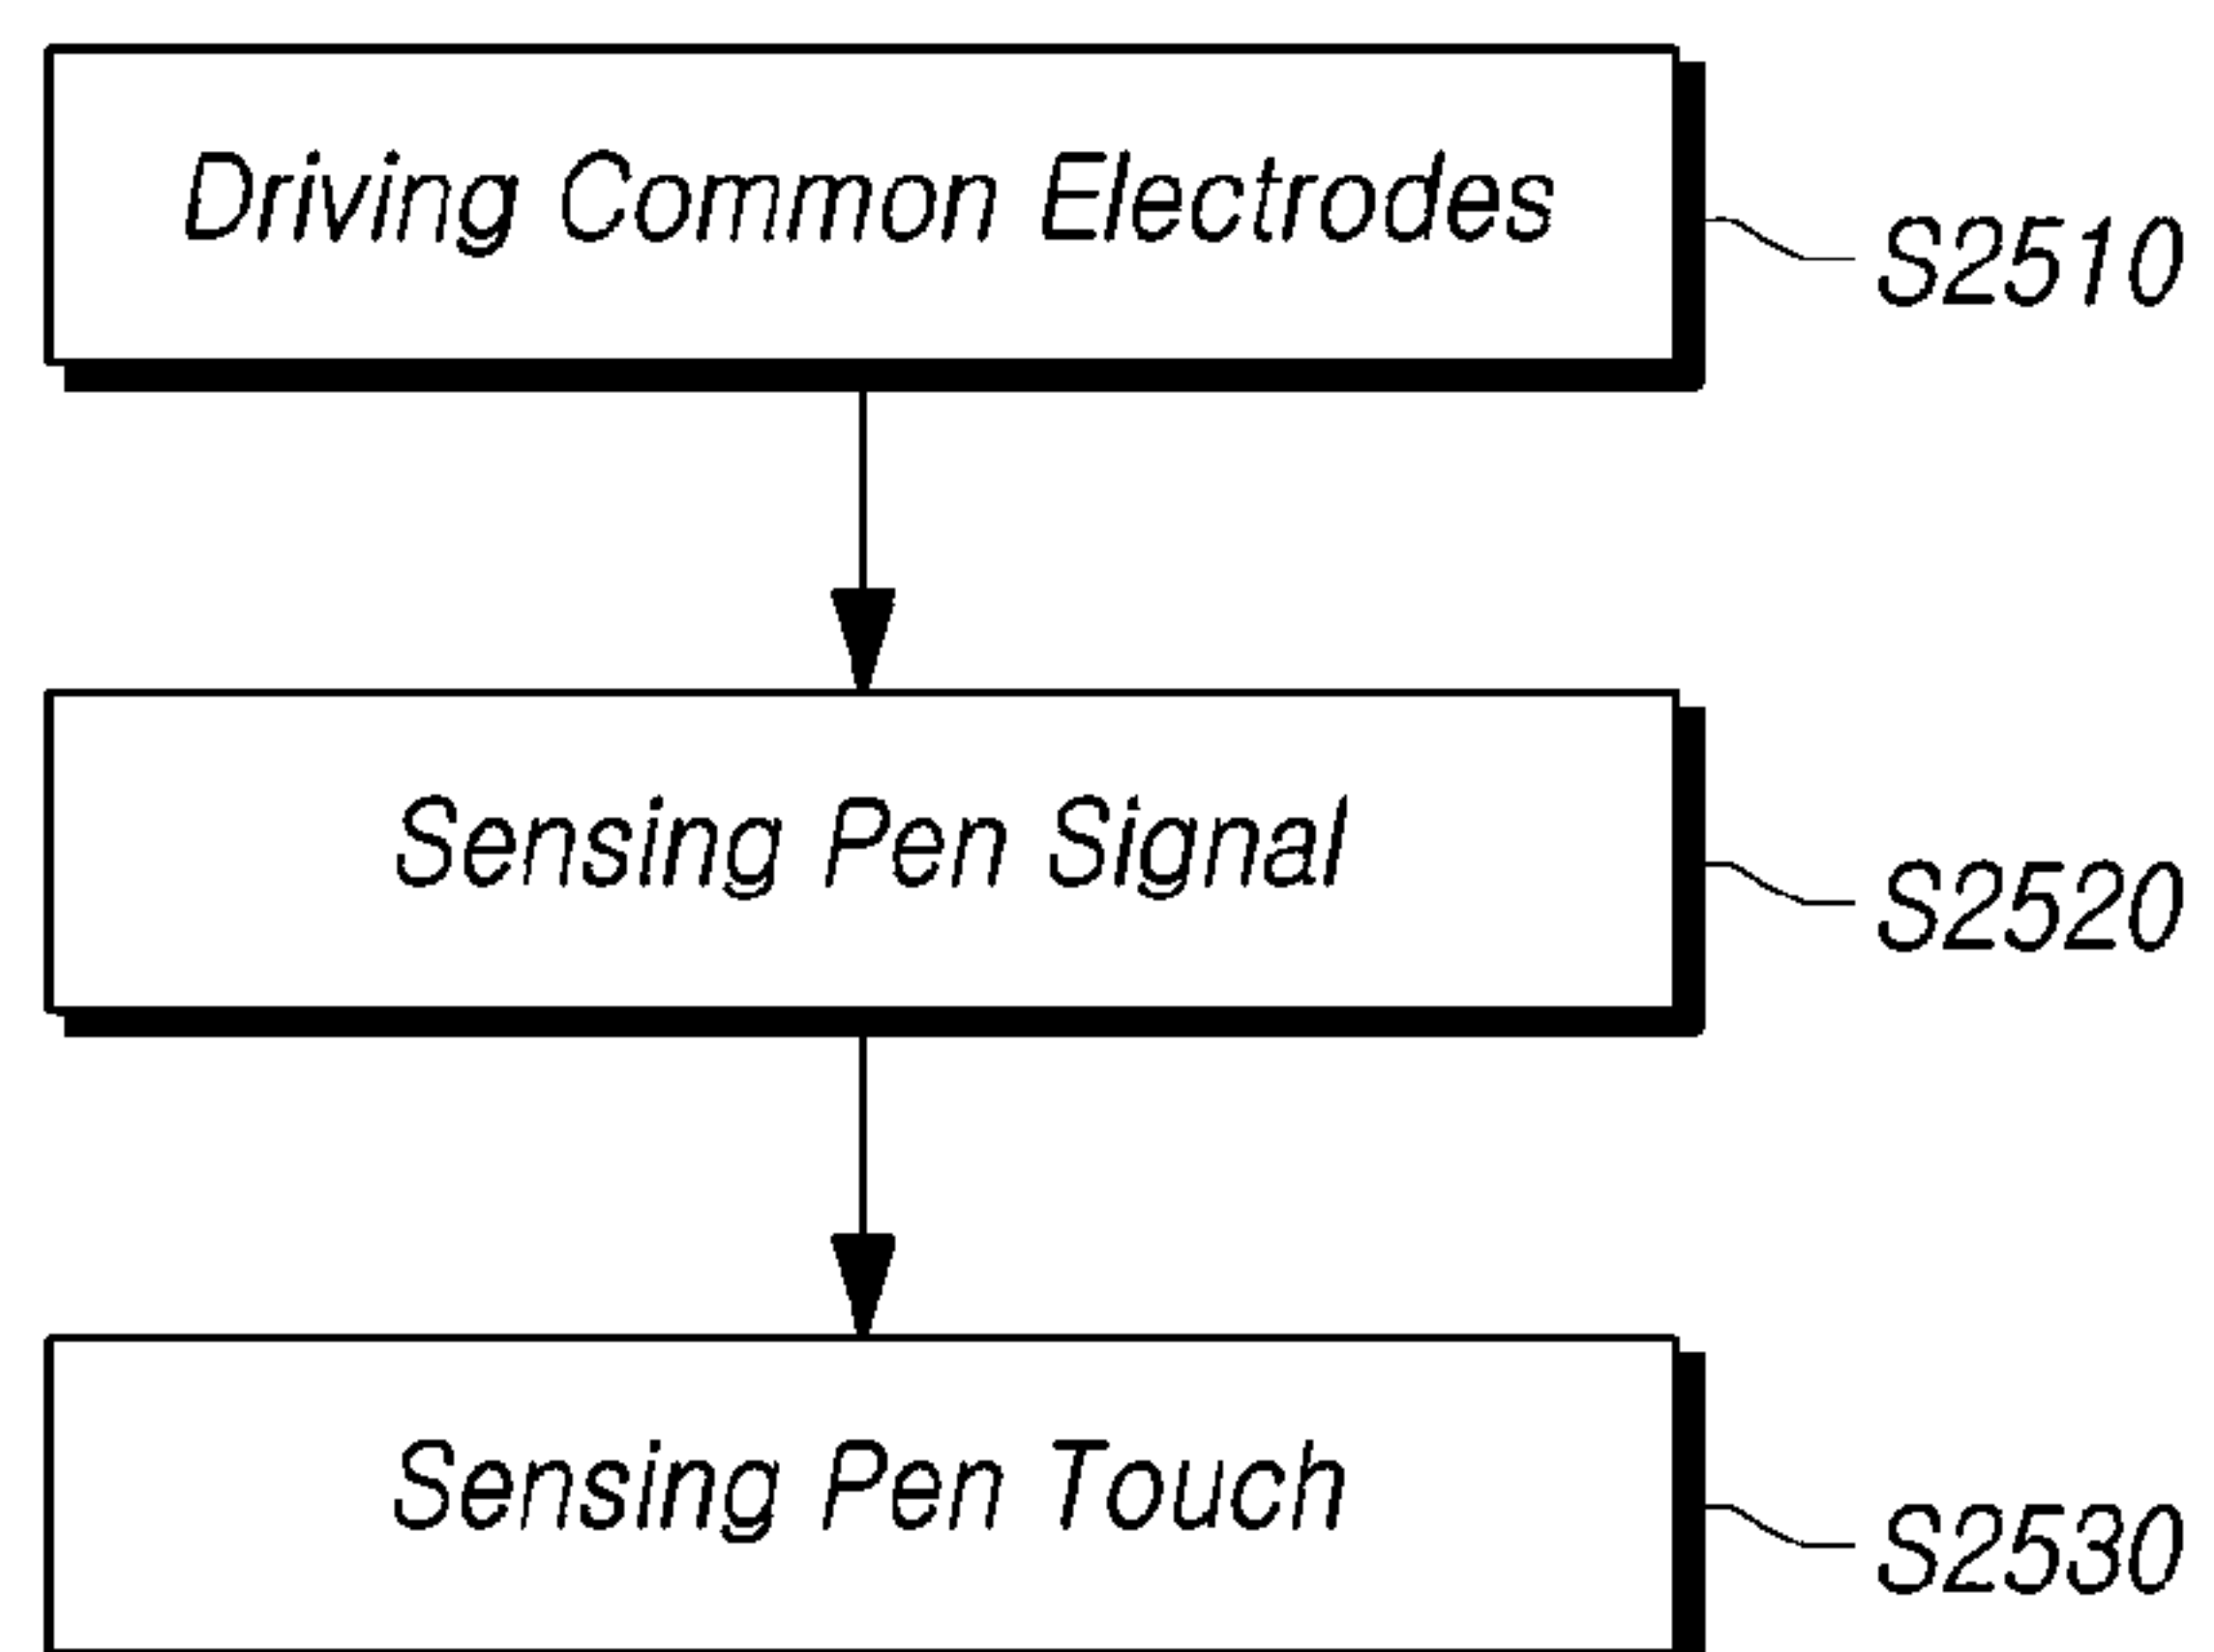 Driving Common Electrodes
S2510
Sensing Pen Signal
S2520
Sensing Pen Touch
S2530